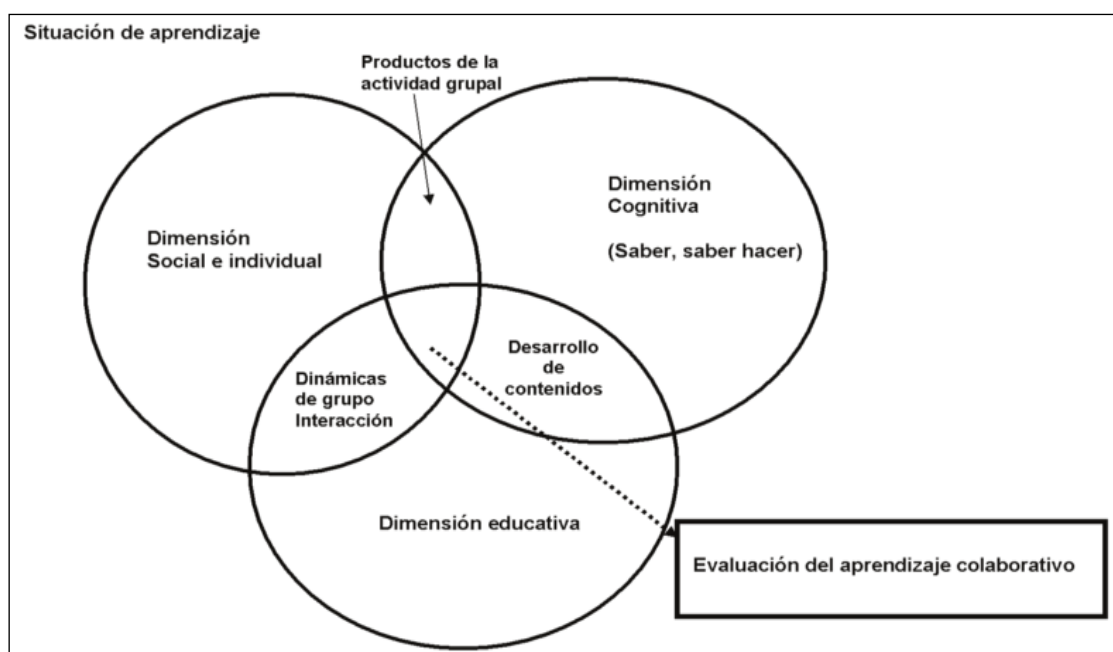 Situación de aprendizaje
Productos de la
actividad grupal
Dimensión
Cognitiva
(Saber, saber hacer)
Dimensión
Social e individual
Desarrollo
de
contenidos
Dinámicas
de grupo
Interacción
Dimensión educativa
Evaluación del aprendizaje colaborativo